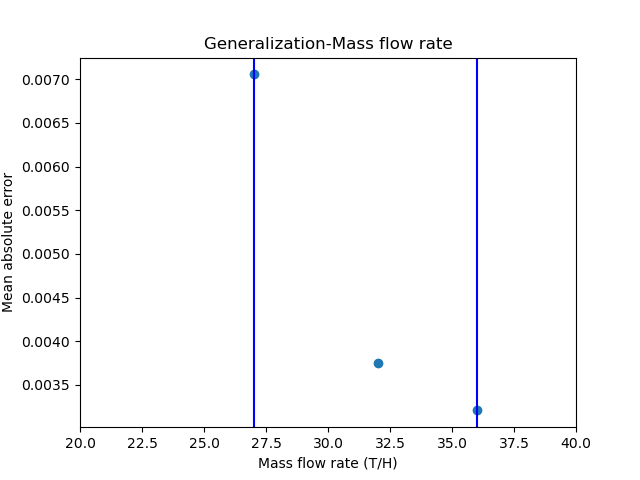 Generalization-Mass flow rate
Mean absolute error
0.0070
0.0065
0.0060
0.0055
0.0050
0.0045
0.0040
0.0035
20.0 22.5 25.0 27.5 30.0 32.5 35.0 37.5 40.0
Mass flow rate (T/H)